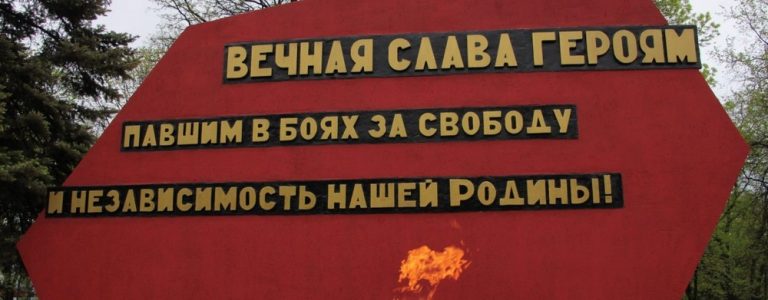 ВЕЧНАЯ СЛАВА ГЕРОЯМ
ПАВШИМ В БОЯХ ЗА СВОБОДУ
И НЕЗАВИСИМОСТЬ НАШЕЙ РОДИНЫ!